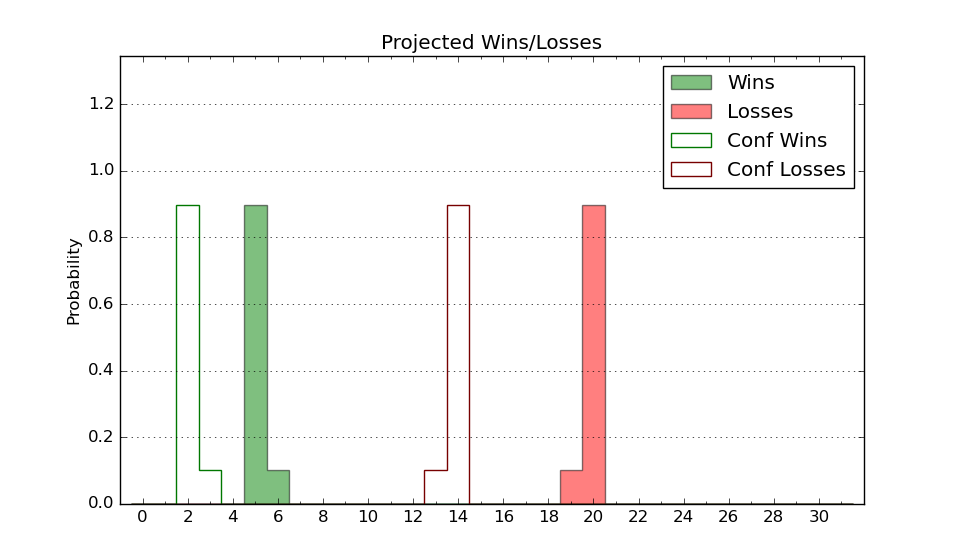 Projected Wins/Losses
Wins
Losses
Conf Wins
Conf Losses
Probability
1.2
1.0
0.8
0.6
0.4
0.2
0.0
0 2 4 6 8 10 12 14 16 18 20 22 24 26 28 30